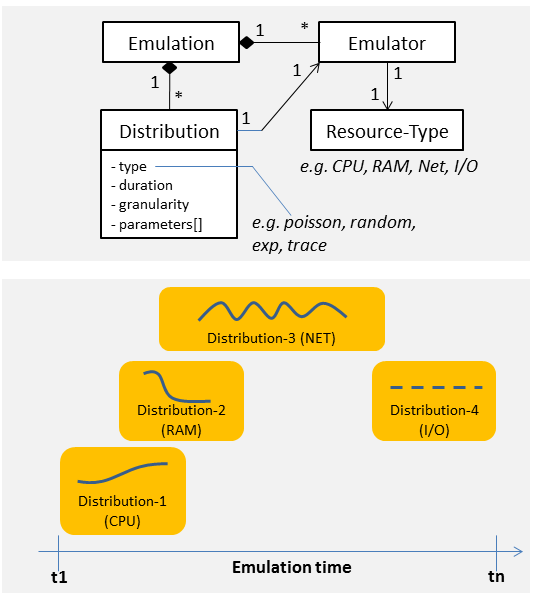 Emulation
1
*
Emulator
1
*
1
1
1
1
Distribution
Resource-Type
- type
- duration
- granularity
- parameters[]
e.g. CPU, RAM, Net, I/O
e.g. poisson, random,
exp, trace
Distribution-3 (NET)
Distribution-2
(RAM)
Distribution-4
(I/O)
Distribution-1
(CPU)
t1
Emulation time
tn